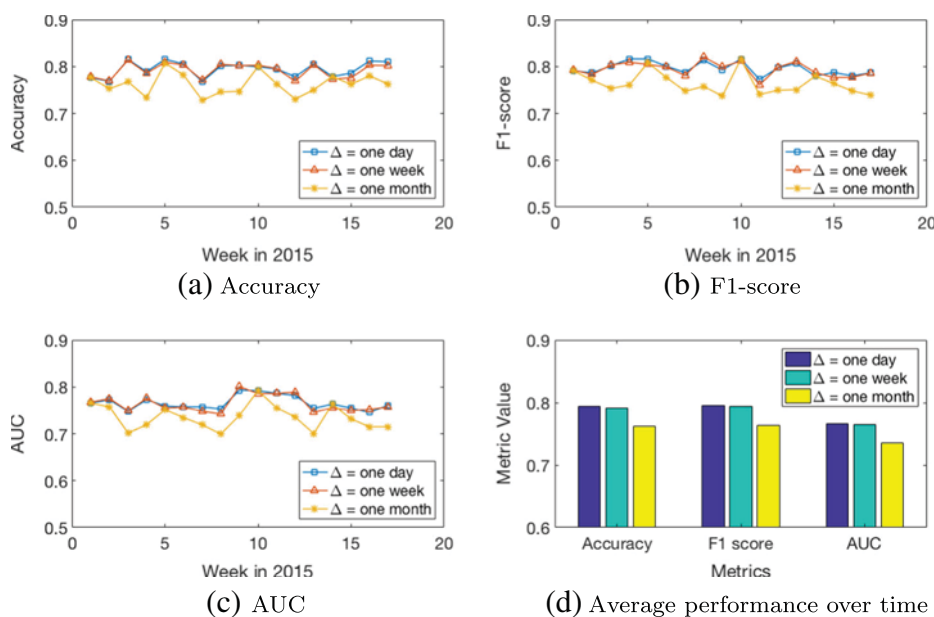 0.9
0.8
0.7
0.6
0.5
Accuracy
0
5
10
15
20
Week in 2015
Δ = one day
Δ = one week
Δ = one month
(a) Accuracy
0.9
0.8
0.7
0.6
0.5
F1-score
0
5
10
15
20
Week in 2015
Δ = one day
Δ = one week
Δ = one month
(b) F1-score
0.9
0.8
0.7
0.6
0.5
AUC
0
5
10
15
20
Week in 2015
Δ = one day
Δ = one week
Δ = one month
(c) AUC
0.9
0.8
0.7
0.6
Metric Value
Δ = one day
Δ = one week
Δ = one month
Accuracy
F1 score
AUC
Metrics
(d) Average performance over time